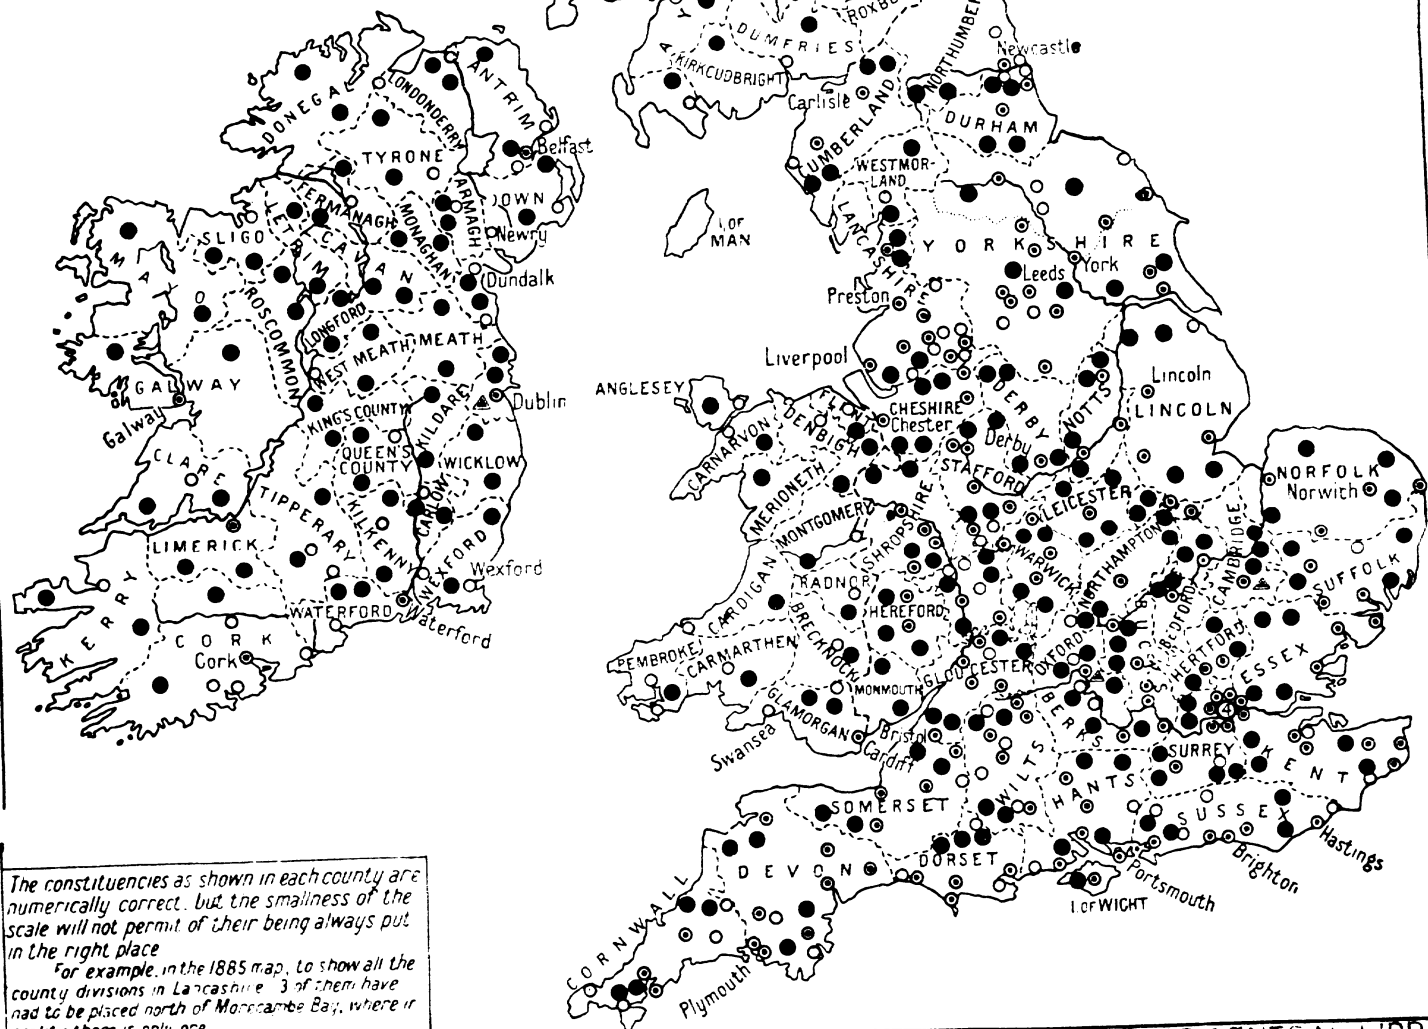 ROXBU
DUMFRIES
KIRKCUDBRIGHT
NORTHUMBER
Newcastle
Carlisle
CUMBERLAND
DURHAM
WESTMOR-
LAND
LANCASHIRE
YORKSHIRE
I. OF
MAN
Leeds
York
Preston
Liverpool
ANGLESEY
CHESHIRE
Chester
FLINT
DENBIGH
CARNARVON
MERIONETH
MONTGOMERY
DERBY
Derby
NOTTS
Lincoln
LINCOLN
STAFFORD
SHROPSHIRE
LEICESTER
NORFOLK
Norwich
CAMBRIDGE
NORTHAMPTON
WARWICK
SUFFOLK
RADNOR
CARDIGAN
HEREFORD
BRECKNOCK
PEMBROKE
CARMARTHEN
GLAMORGAN
MONMOUTH
GLOUCESTER
OXFORD
BUCKS
BEDFORD
HERTFORD
ESSEX
4
Swansea
Cardiff
Bristol
BERKS
WILTS
SURREY
KENT
HANTS
SUSSEX
SOMERSET
DORSET
DEVON
CORNWALL
Plymouth
I. OF WIGHT
Portsmouth
Brighton
Hastings
DONEGAL
LONDONDERRY
ANTRIM
TYRONE
Belfast
FERMANAGH
ARMAGH
DOWN
MONAGHAN
Newry
SLIGO
LEITRIM
CAVAN
MAYO
Dundalk
ROSCOMMON
LONGFORD
WEST MEATH
MEATH
GALWAY
Galway
Dublin
KING'S COUNTY
KILDARE
QUEEN'S
COUNTY
WICKLOW
CLARE
TIPPERARY
KILKENNY
CARLOW
LIMERICK
WEXFORD
Wexford
KERRY
WATERFORD
Waterford
CORK
Cork
The constituencies as shown in each county are
numerically correct. but the smallness of the
scale will not permit of their being always put
in the right place
For example, in the 1885 map, to show all the
county divisions in Lancashire 3 of them have
had to be placed north of Morecambe Bay, where in